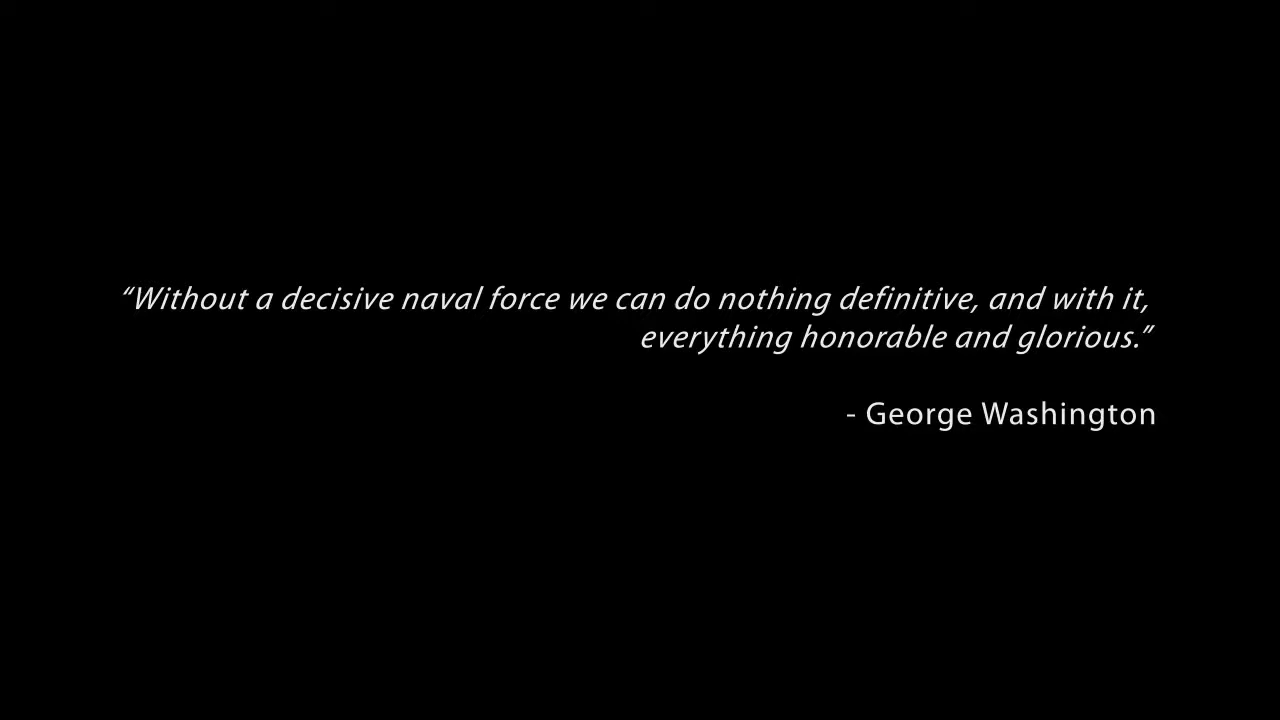 “Without a decisive naval force we can do nothing definitive, and with it,
everything honorable and glorious.”
- George Washington